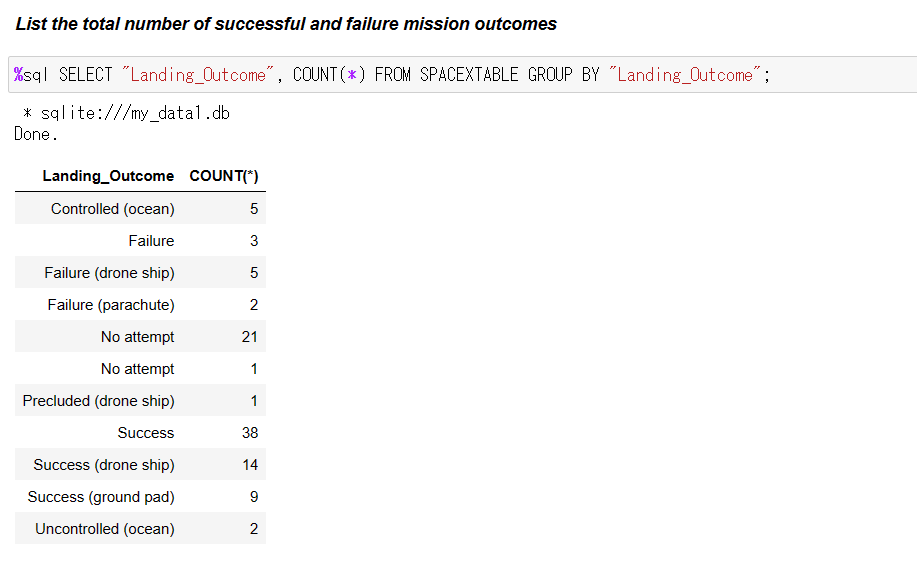 List the total number of successful and failure mission outcomes
%sql SELECT "Landing_Outcome", COUNT(*) FROM SPACEXTABLE GROUP BY "Landing_Outcome";
* sqlite:///my_data1.db
Done.
Landing_Outcome COUNT(*)
Controlled (ocean) 5
Failure 3
Failure (drone ship) 5
Failure (parachute) 2
No attempt 21
No attempt 1
Precluded (drone ship) 1
Success 38
Success (drone ship) 14
Success (ground pad) 9
Uncontrolled (ocean) 2